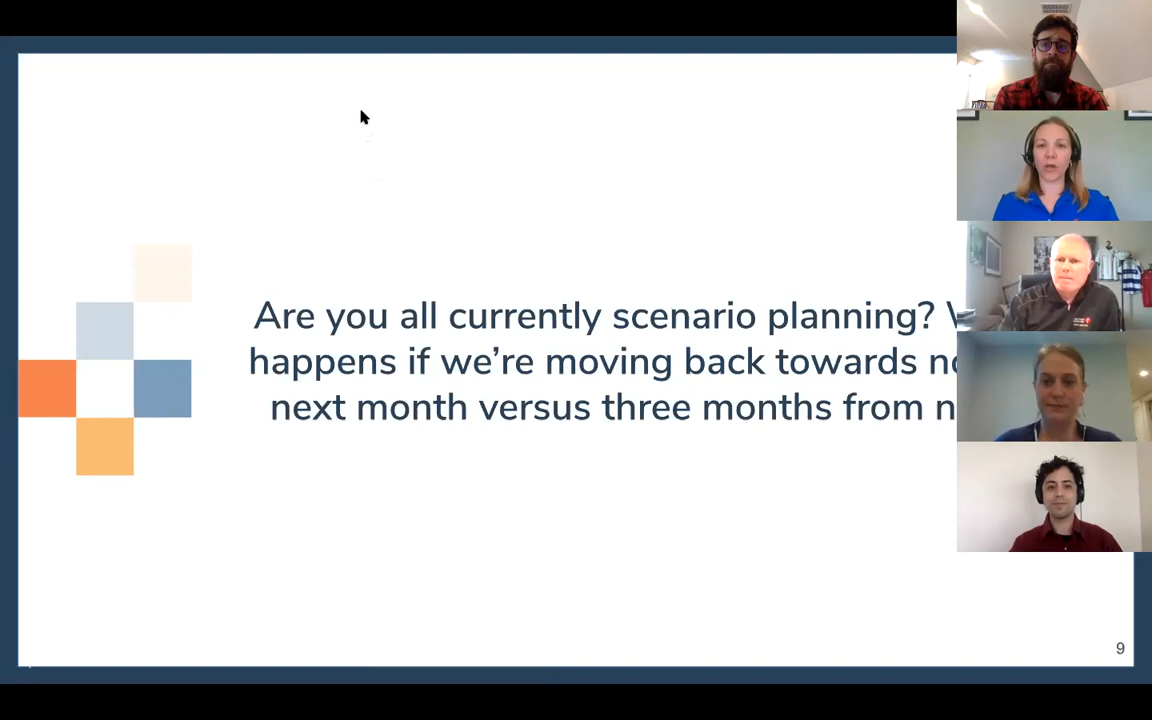 Are you all currently scenario planning?
happens if we're moving back towards
next month versus three months from
9